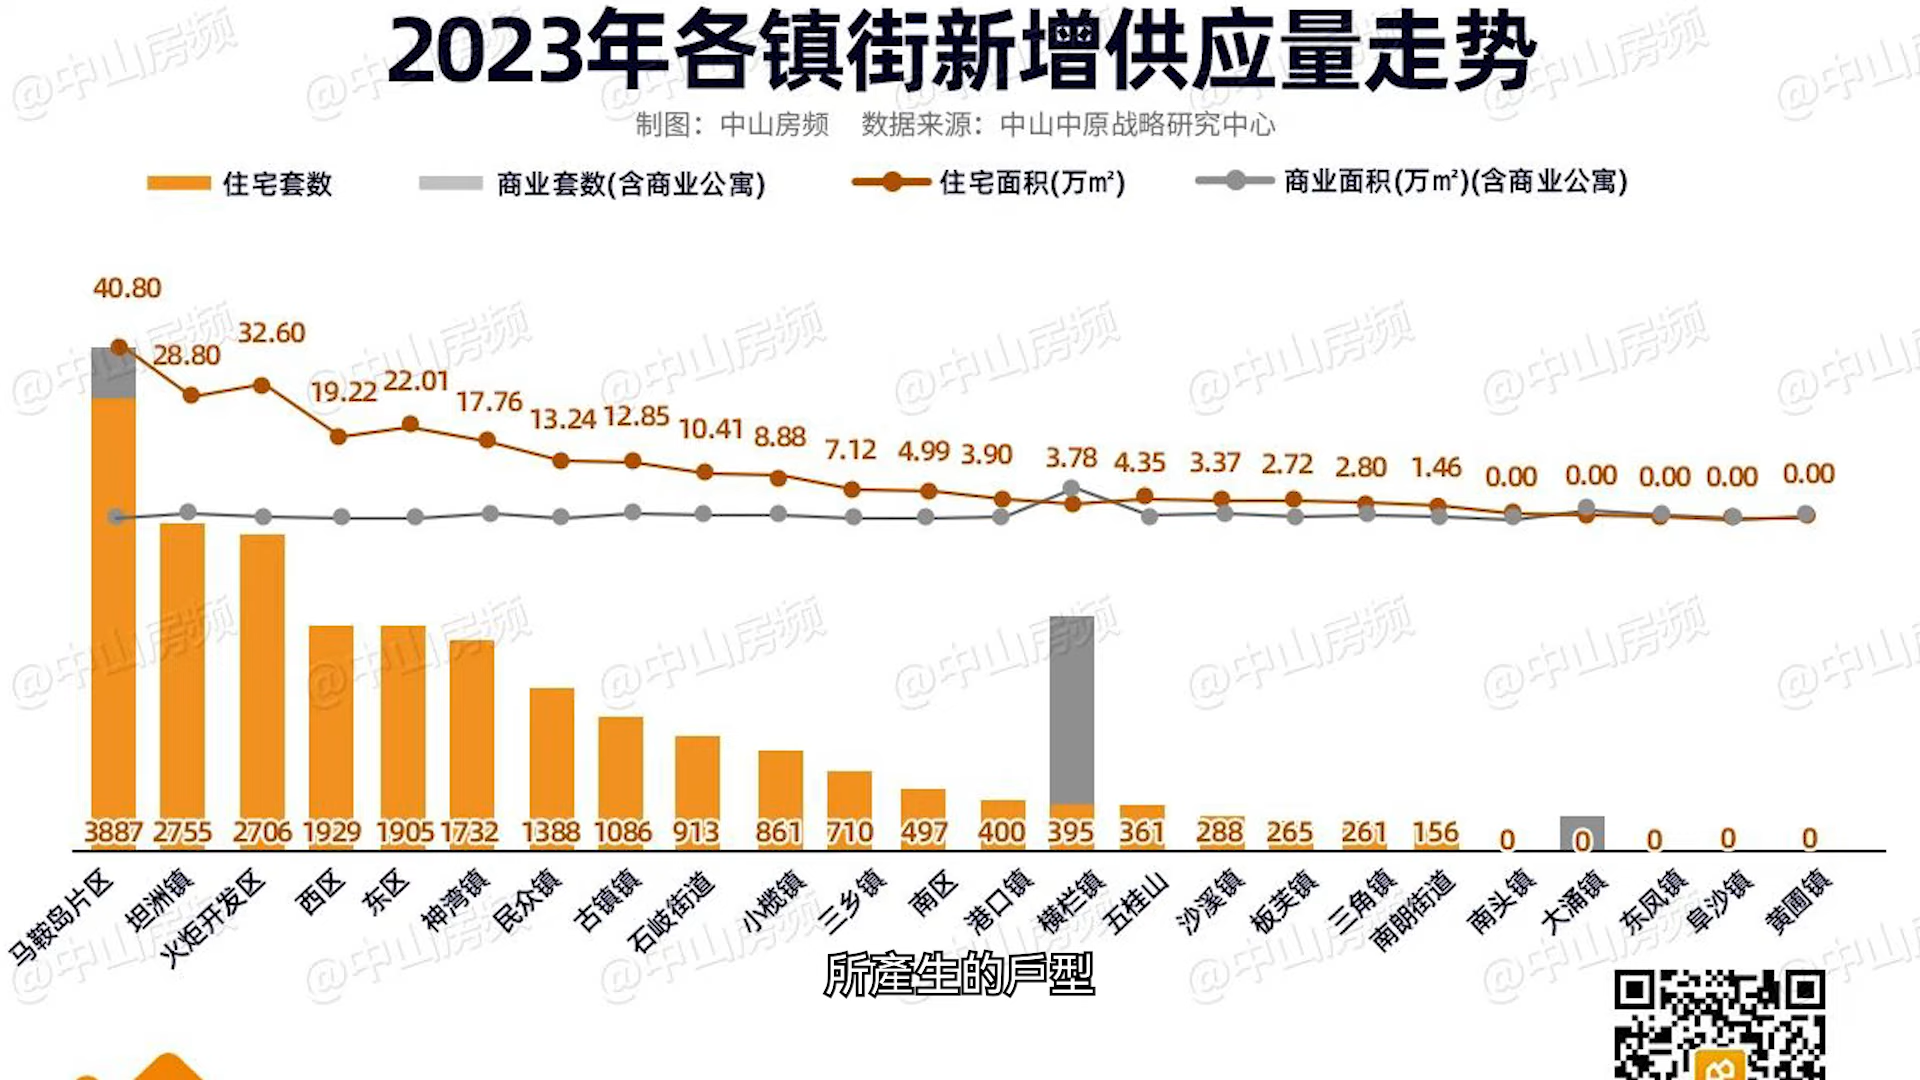 2023年各镇街新增供应量走势
制图：中山房频 数据来源：中山中原战略研究中心
住宅套数 商业套数(含商业公寓) 住宅面积(万㎡) 商业面积(万㎡)(含商业公寓)
40.80 28.80 32.60 19.22 22.01 17.76 13.24 12.85 10.41 8.88 7.12 4.99 3.90 3.78 4.35 3.37 2.72 2.80 1.46 0.00 0.00 0.00 0.00 0.00
3887 2755 2706 1929 1905 1732 1388 1086 913 861 710 497 400 395 361 288 265 261 156 0 0 0 0 0
马鞍岛片区 坦洲镇 火炬开发区 西区 东区 神湾镇 民众镇 古镇镇 石岐街道 小榄镇 三乡镇 南区 港口镇 横栏镇 五桂山 沙溪镇 板芙镇 三角镇 南朗街道 南头镇 大涌镇 东凤镇 阜沙镇 黄圃镇
所產生的戶型
@中山房频